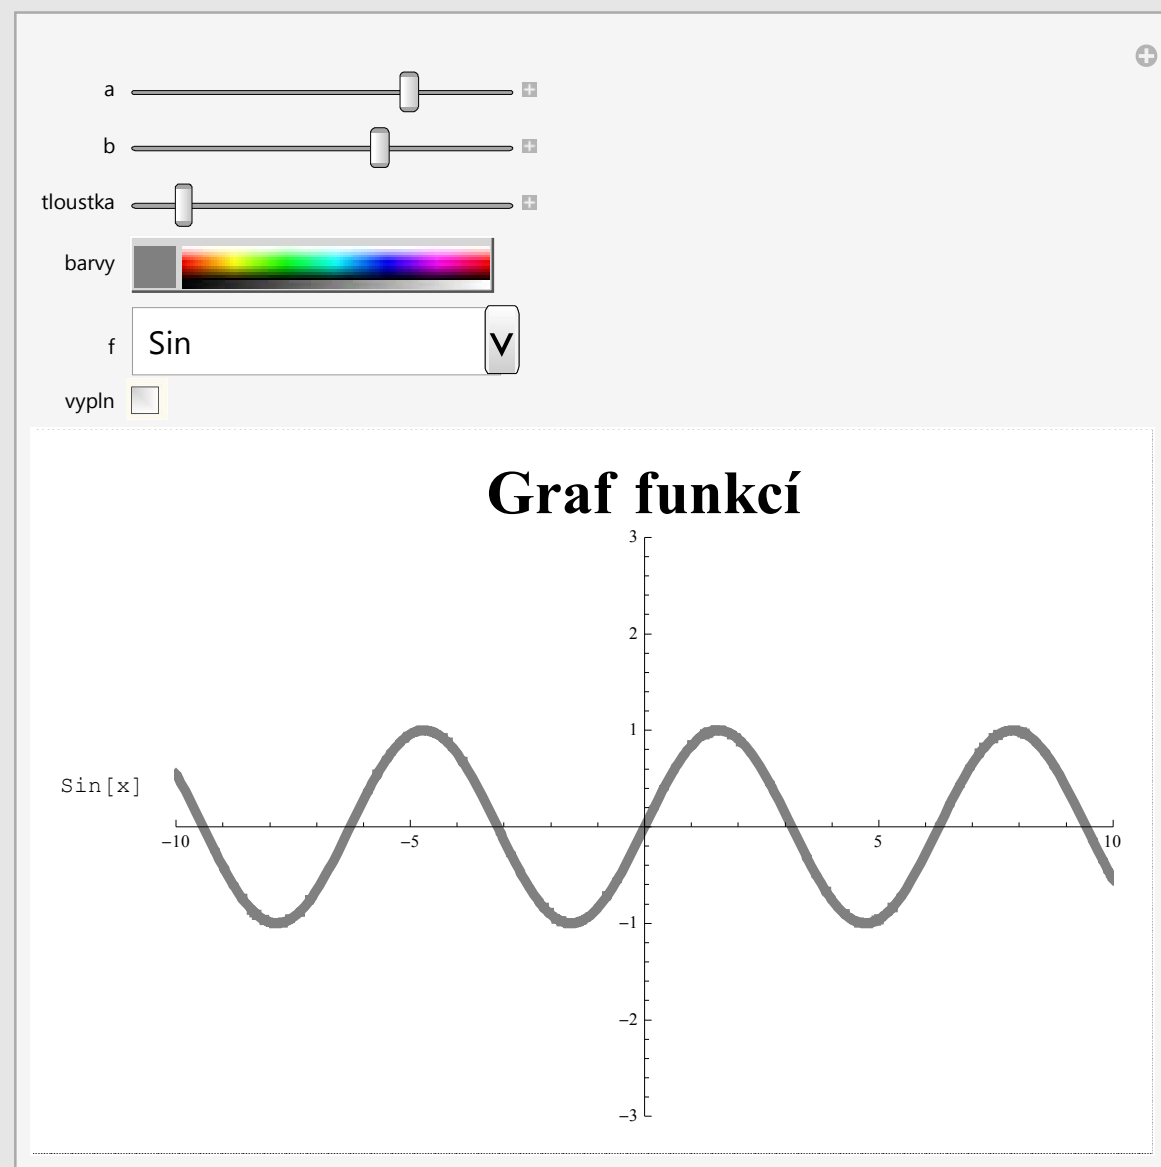 a
b
tloustka
barvy
f Sin
vypln
Graf funkcí
3
2
1
Sin[x]
−10 −5 5 10
−1
−2
−3